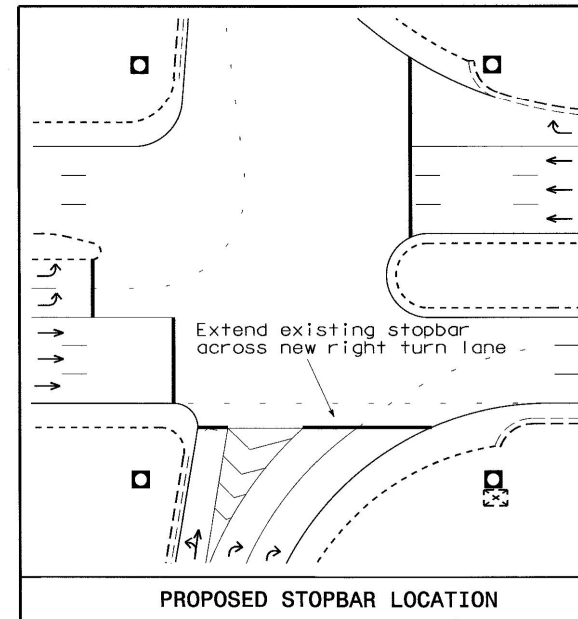 Extend existing stopbar
across new right turn lane
PROPOSED STOPBAR LOCATION